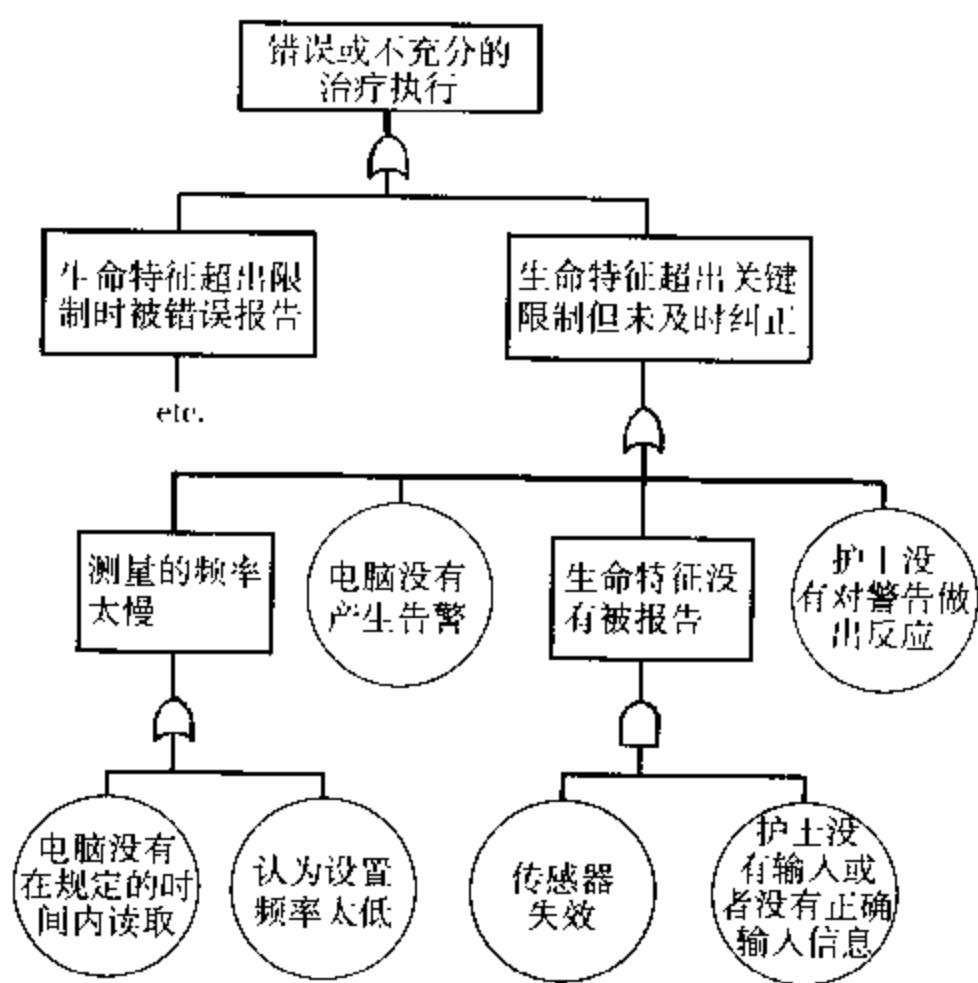 错误或不充分的
治疗执行
生命特征超出限
制时被错误报告
生命特征超出关键
限制但未及时纠正
etc.
测量的频率
太慢
电脑没有
产生告警
生命特征没
有被报告
护士没
有对警告做
出反应
电脑没有
在规定的时
间内读取
认为设置
频率太低
传感器
失效
护士没
有输入或
者没有正确
输入信息